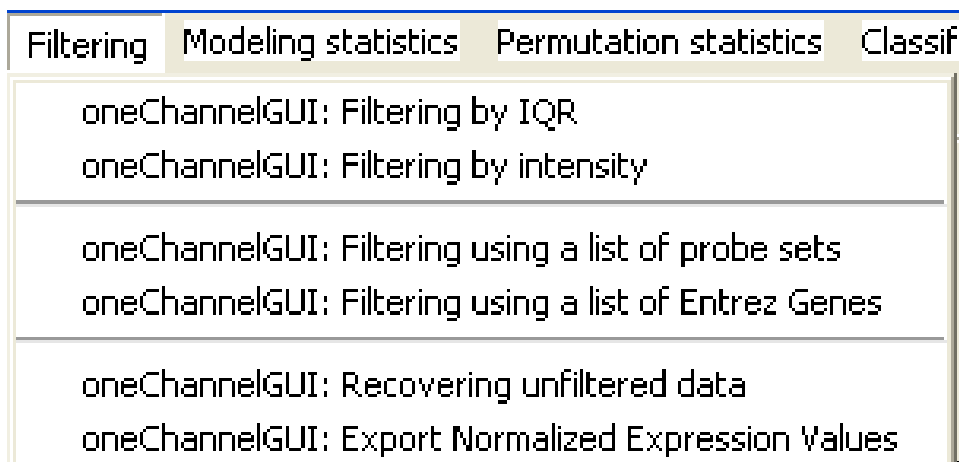 Filtering Modeling statistics Permutation statistics Classif
oneChannelGUI: Filtering by IQR
oneChannelGUI: Filtering by intensity
oneChannelGUI: Filtering using a list of probe sets
oneChannelGUI: Filtering using a list of Entrez Genes
oneChannelGUI: Recovering unfiltered data
oneChannelGUI: Export Normalized Expression Values